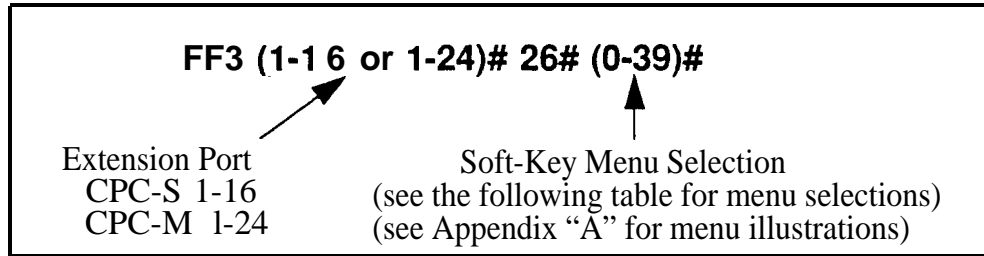 FF3 (1-1 6 or 1-24)# 26# (0-39)#
Extension Port
CPC-S 1-16
CPC-M 1-24
Soft-Key Menu Selection
(see the following table for menu selections)
(see Appendix “A” for menu illustrations)